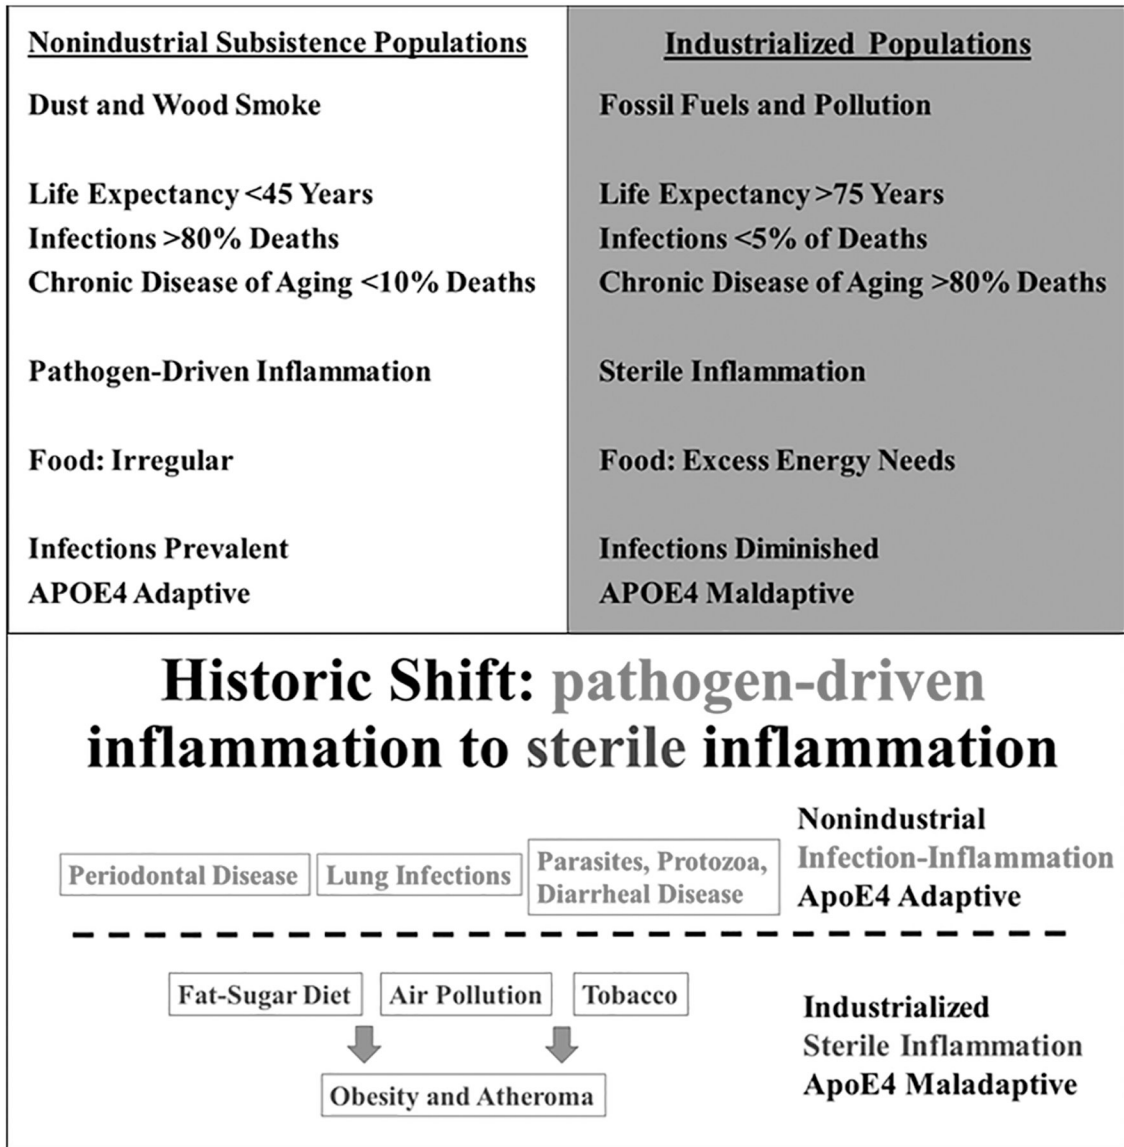 Nonindustrial Subsistence Populations
Dust and Wood Smoke
Life Expectancy <45 Years
Infections >80% Deaths
Chronic Disease of Aging <10% Deaths
Pathogen-Driven Inflammation
Food: Irregular
Infections Prevalent
APOE4 Adaptive
Industrialized Populations
Fossil Fuels and Pollution
Life Expectancy >75 Years
Infections <5% of Deaths
Chronic Disease of Aging >80% Deaths
Sterile Inflammation
Food: Excess Energy Needs
Infections Diminished
APOE4 Maldaptive
Historic Shift: pathogen-driven
inflammation to sterile inflammation
Periodontal Disease
Lung Infections
Parasites, Protozoa,
Diarrheal Disease
Nonindustrial
Infection-Inflammation
ApoE4 Adaptive
Fat-Sugar Diet
Air Pollution
Tobacco
Obesity and Atheroma
Industrialized
Sterile Inflammation
ApoE4 Maladaptive